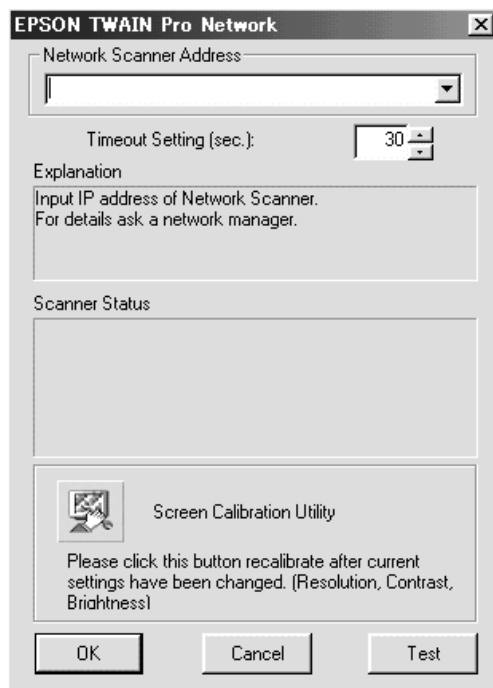 EPSON TWAIN Pro Network
Network Scanner Address
Timeout Setting (sec.): 30
Explanation
Input IP address of Network Scanner.
For details ask a network manager.
Scanner Status
Screen Calibration Utility
Please click this button recalibrate after current
settings have been changed. (Resolution, Contrast,
Brightness)
OK Cancel Test